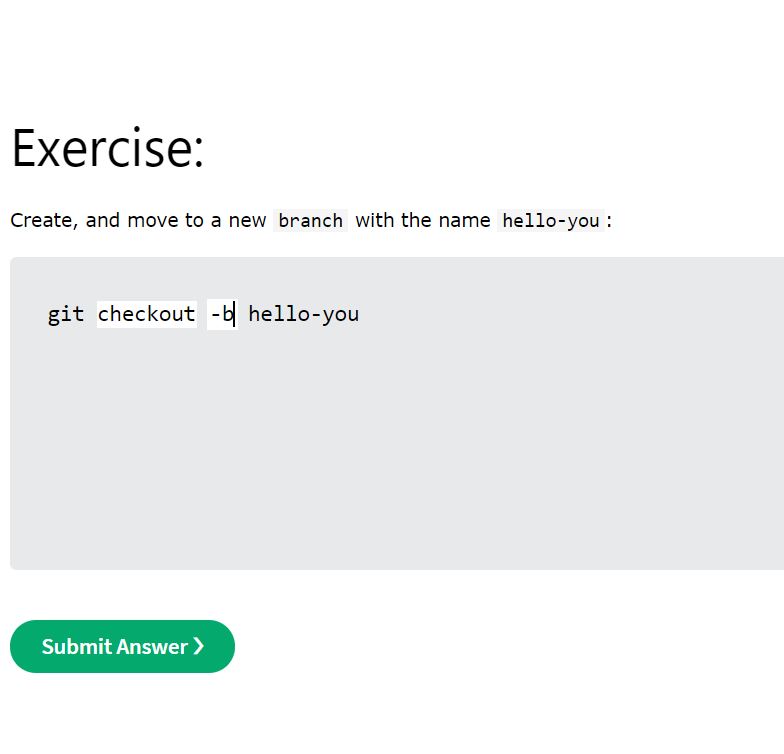 Exercise:
Create, and move to a new branch with the name hello-you:
git checkout -b hello-you
Submit Answer ❯